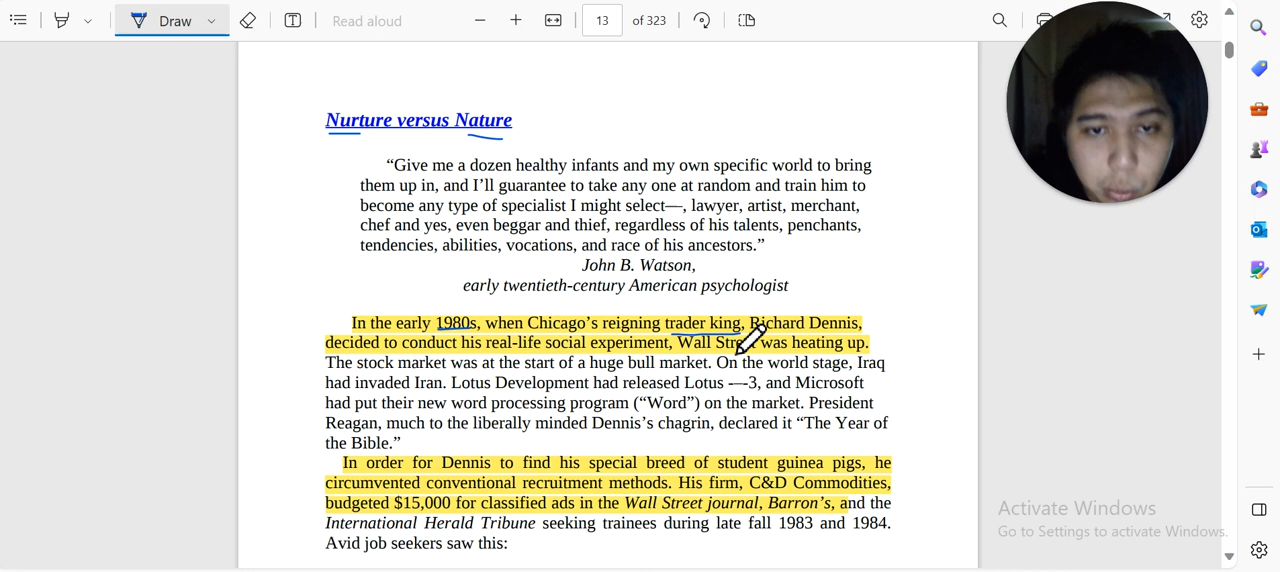 Draw
Read aloud
13
of 323
Nurture versus Nature
“Give me a dozen healthy infants and my own specific world to bring
them up in, and I’ll guarantee to take any one at random and train him to
become any type of specialist I might select—, lawyer, artist, merchant,
chef and yes, even beggar and thief, regardless of his talents, penchants,
tendencies, abilities, vocations, and race of his ancestors.”
John B. Watson,
early twentieth-century American psychologist
In the early 1980s, when Chicago’s reigning trader king, Richard Dennis,
decided to conduct his real-life social experiment, Wall Street was heating up.
The stock market was at the start of a huge bull market. On the world stage, Iraq
had invaded Iran. Lotus Development had released Lotus -—-3, and Microsoft
had put their new word processing program (“Word”) on the market. President
Reagan, much to the liberally minded Dennis’s chagrin, declared it “The Year of
the Bible.”
In order for Dennis to find his special breed of student guinea pigs, he
circumvented conventional recruitment methods. His firm, C&D Commodities,
budgeted $15,000 for classified ads in the Wall Street journal, Barron’s, and the
International Herald Tribune seeking trainees during late fall 1983 and 1984.
Avid job seekers saw this:
Activate Windows
Go to Settings to activate Windows.